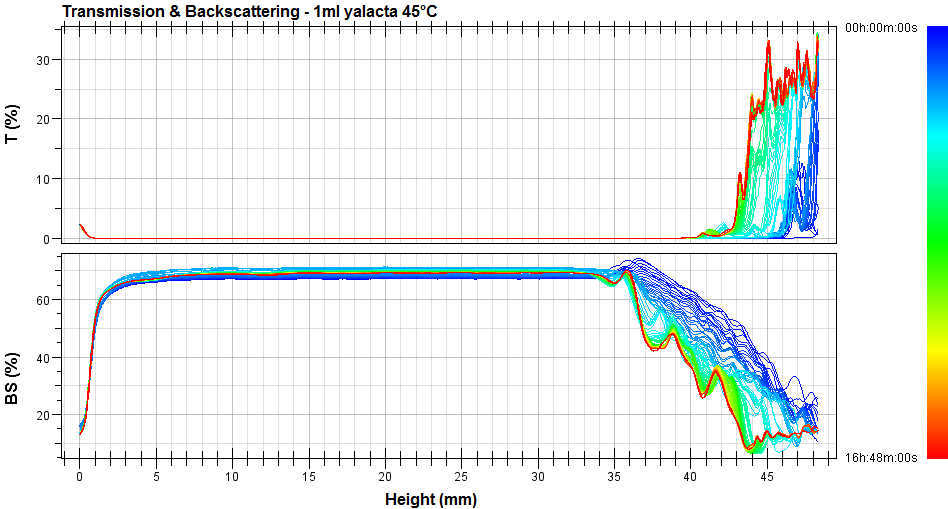 Transmission & Backscattering - 1ml yalacta 45°C
00h:00m:00s
T (%)
30
20
10
0
BS (%)
60
40
20
16h:48m:00s
0 5 10 15 20 25 30 35 40 45
Height (mm)